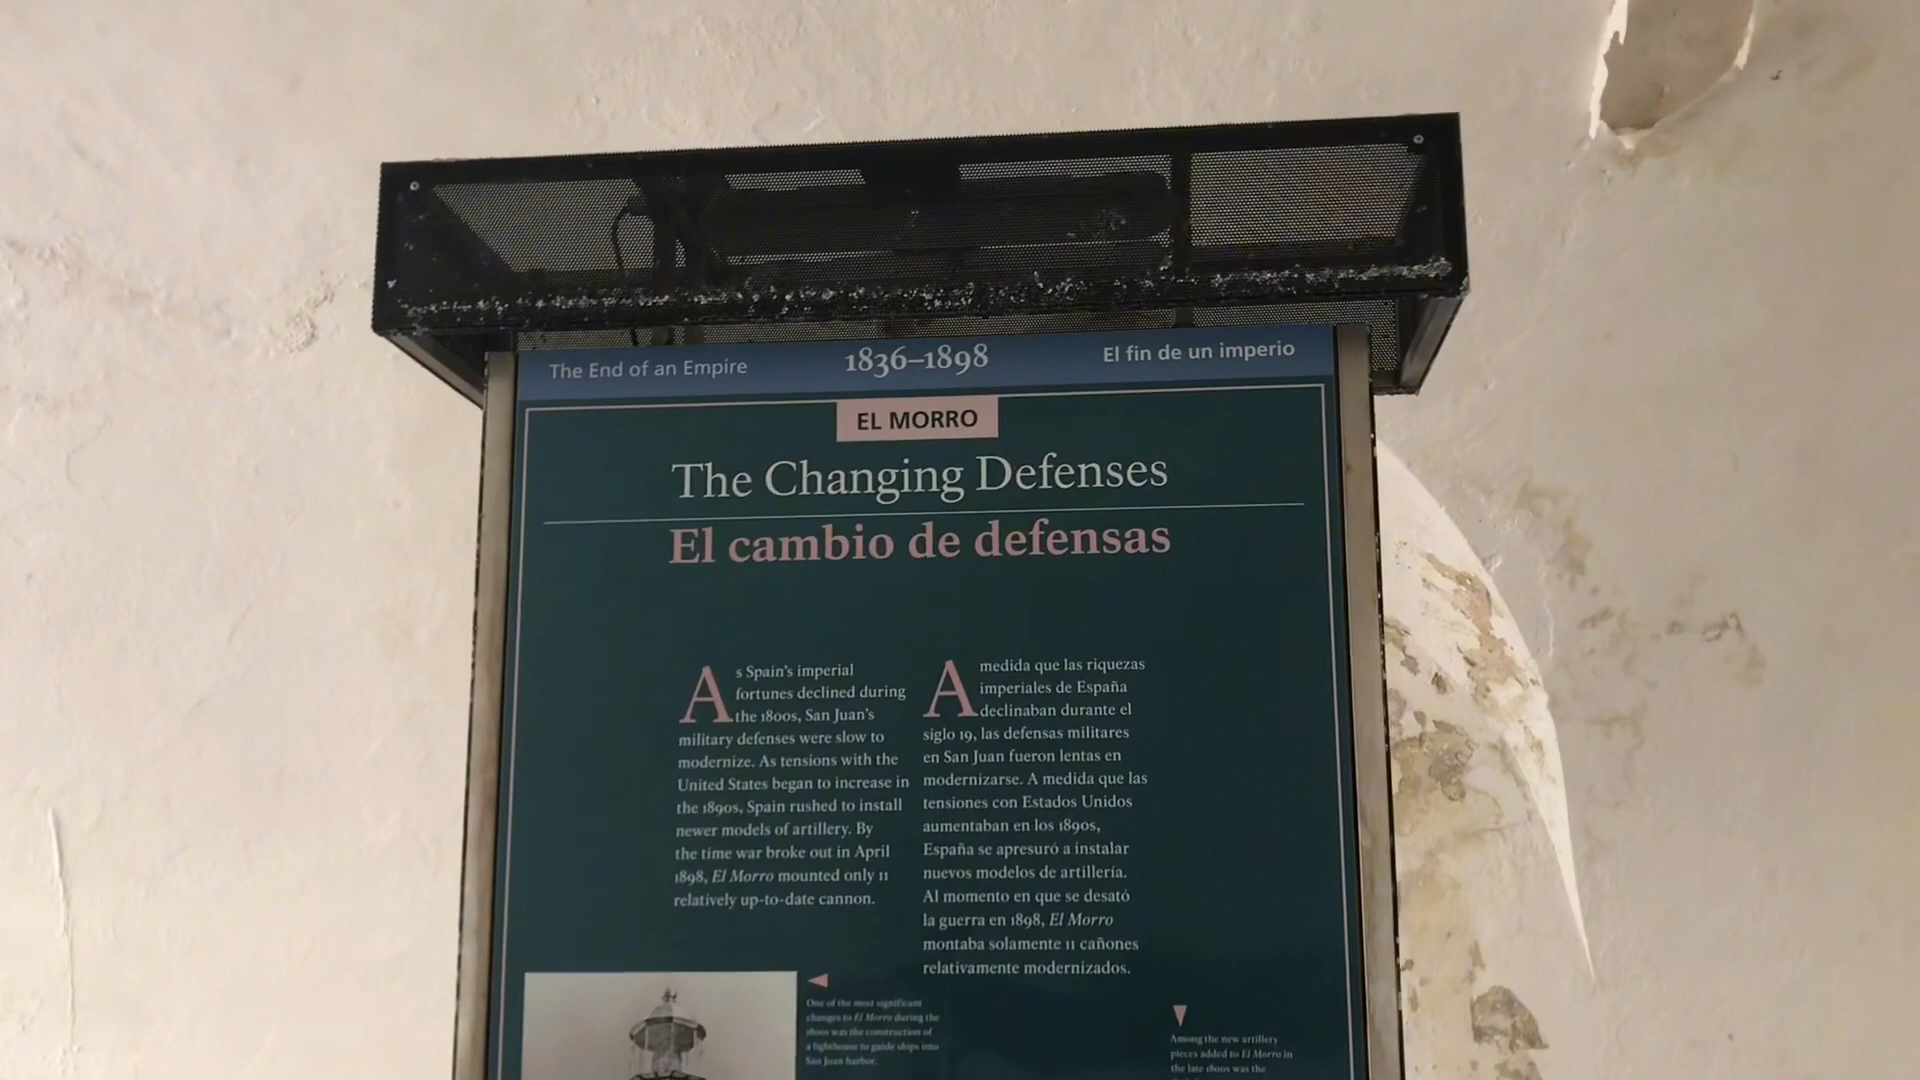 The End of an Empire
1836–1898
El fin de un imperio
EL MORRO
The Changing Defenses
El cambio de defensas
As Spain's imperial
fortunes declined during
the 1800s, San Juan's
military defenses were slow to
modernize. As tensions with the
United States began to increase in
the 1890s, Spain rushed to install
newer models of artillery. By
the time war broke out in April
1898, El Morro mounted only 11
relatively up-to-date cannon.
A medida que las riquezas
imperiales de España
declinaban durante el
siglo 19, las defensas militares
en San Juan fueron lentas en
modernizarse. A medida que las
tensiones con Estados Unidos
aumentaban en los 1890s,
España se apresuró a instalar
nuevos modelos de artillería.
Al momento en que se desató
la guerra en 1898, El Morro
montaba solamente 11 cañones
relativamente modernizados.
One of the most significant
changes to El Morro during the
1800s was the construction of
a lighthouse to guide ships into
San Juan harbor.
Among the new artillery
pieces added to El Morro in
the late 1800s was the